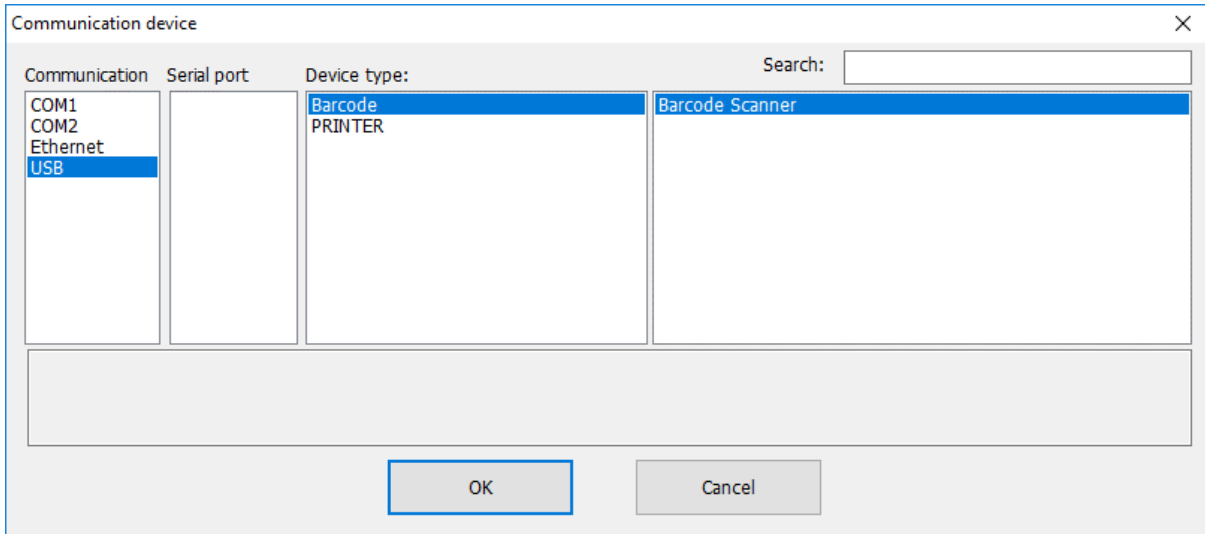 Communication device
Search:
Communication Serial port Device type:
COM1
COM2
Ethernet
USB
Barcode
PRINTER
Barcode Scanner
OK Cancel